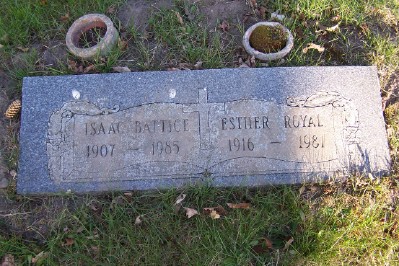 ISAAC BATTICE
1907 — 1985
ESTHER ROYAL
1916 — 1981